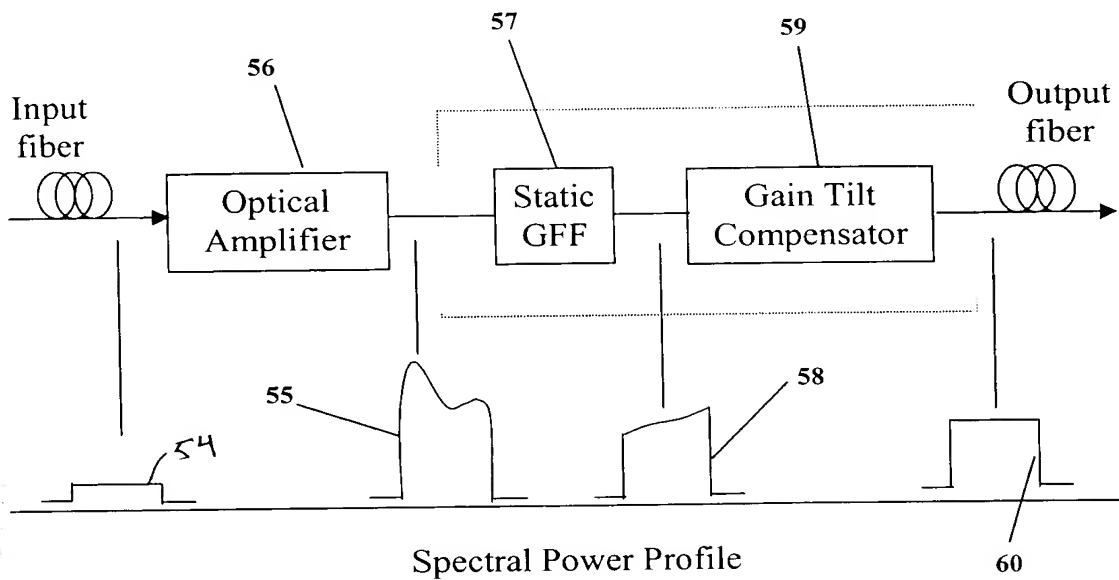 57
59
56
Input
fiber
Output
fiber
Optical
Amplifier
Static
GFF
Gain Tilt
Compensator
55
58
54
Spectral Power Profile
60